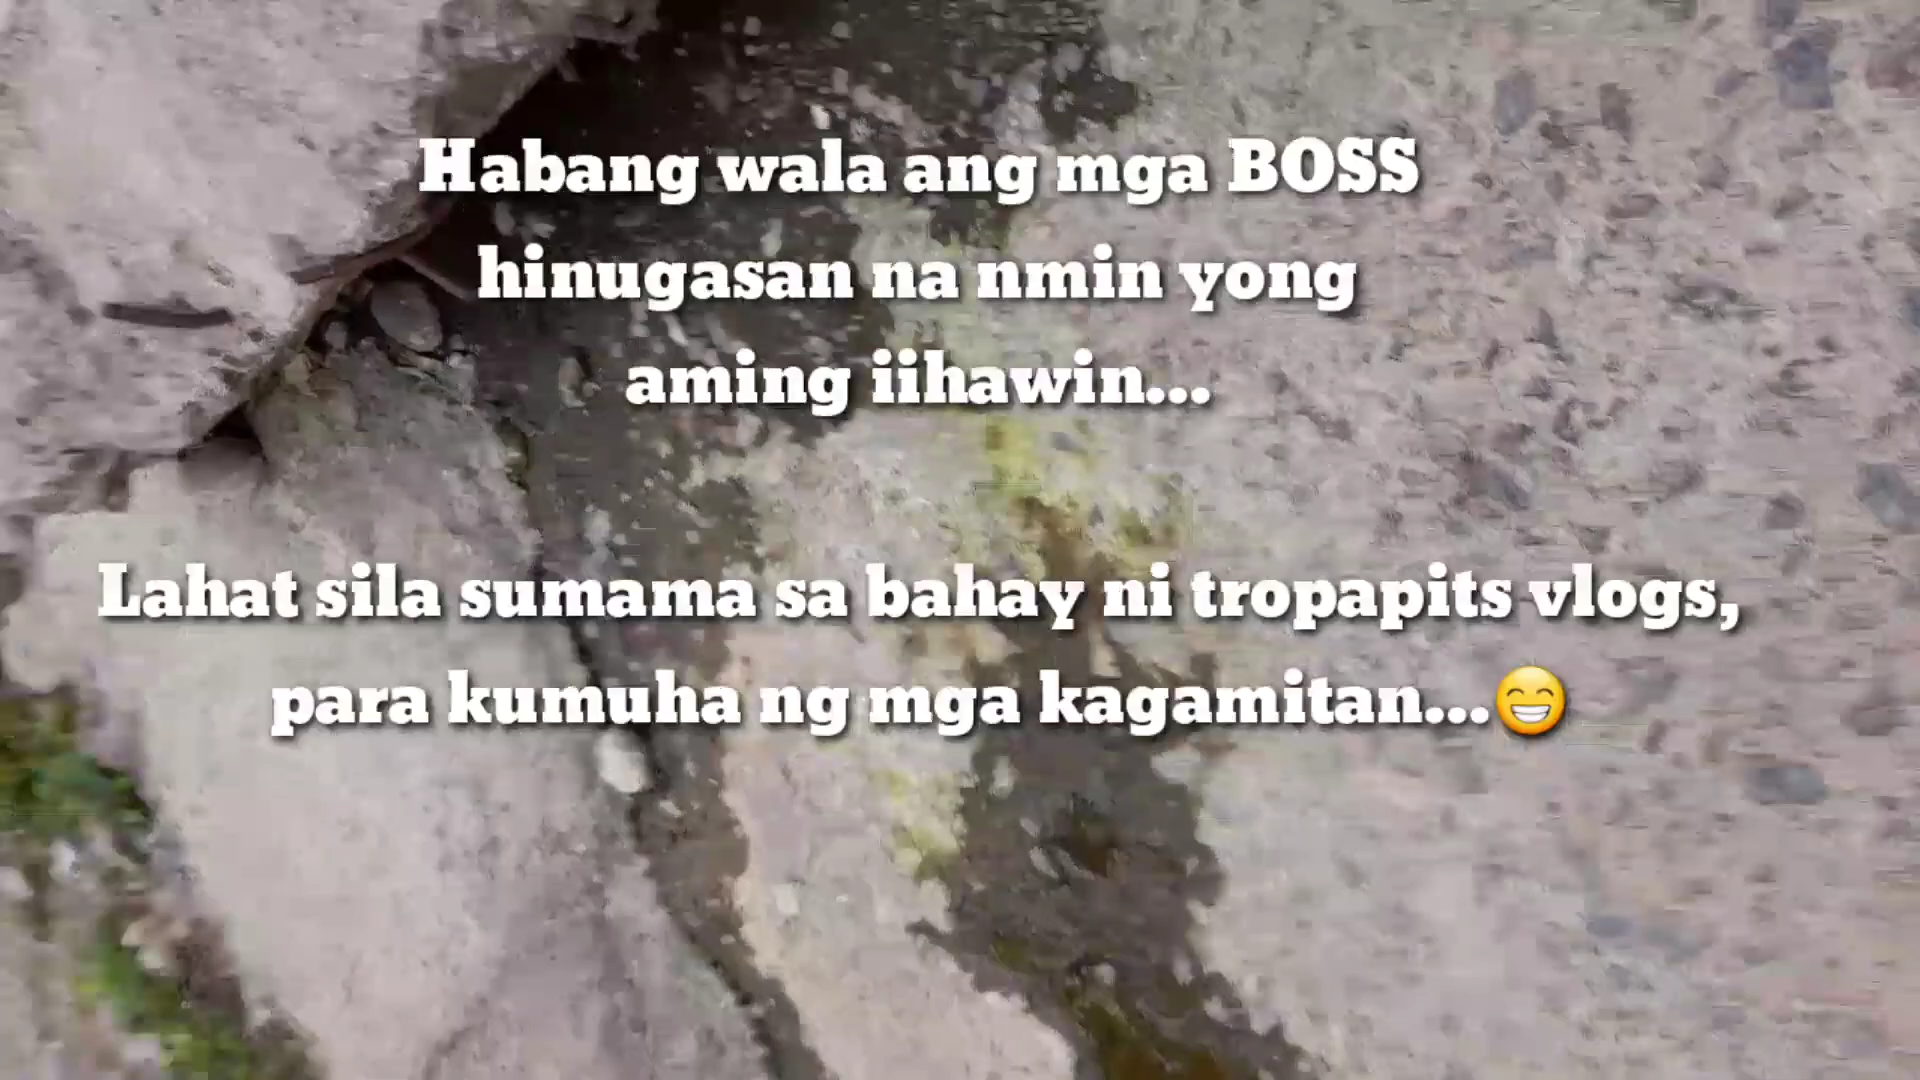 Habang wala ang mga BOSS
hinugasan na nmin yong
aming iihawin...
Lahat sila sumama sa bahay ni tropapits vlogs,
para kumuha ng mga kagamitan...😁